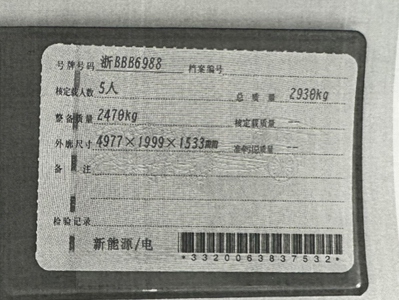 号牌号码 浙BBB6988 档案编号
核定载人数 5人 总质量 2930kg
整备质量 2470kg 核定载质量 --
外廓尺寸 4977×1999×1533mm 准牵引总质量 --
备注
检验记录
新能源/电
*3320063837532*